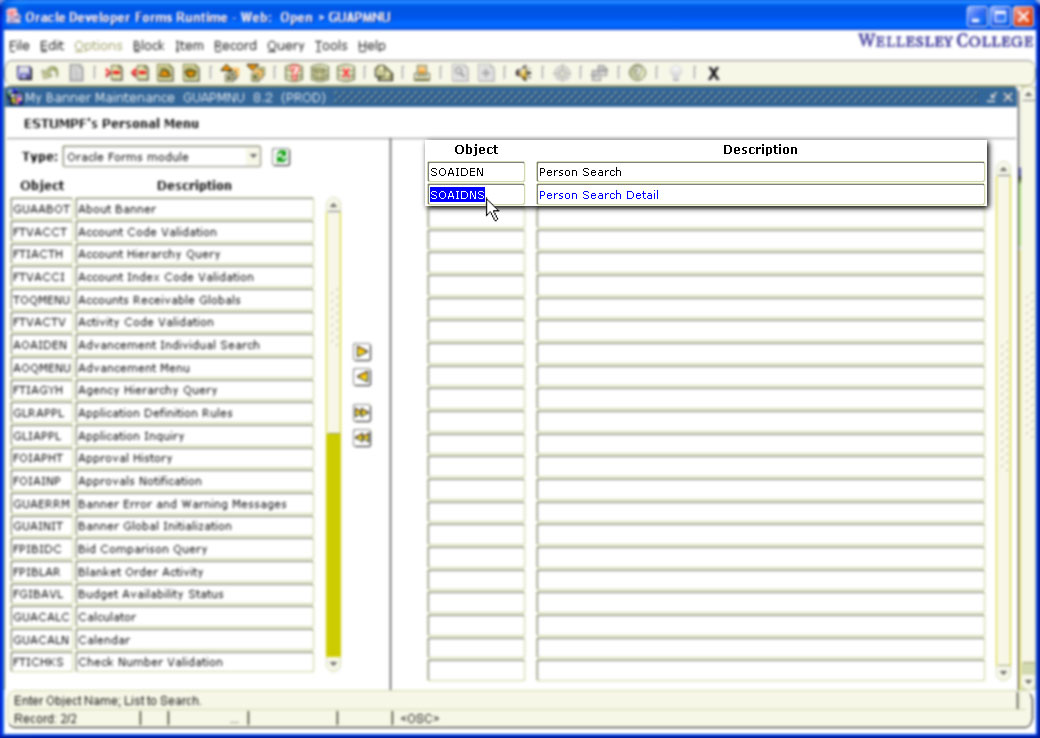 Oracle Developer Forms Runtime - Web: Open > GUAPMNU
File Edit Options Block Item Record Query Tools Help
WELLESLEY COLLEGE
X
My Banner Maintenance GUAPMNU 8.2 (PROD)
ESTUMPF's Personal Menu
Type: Oracle Forms module
Object Description
GUAABOT About Banner
FTVACCT Account Code Validation
FTIACTH Account Hierarchy Query
FTVACCI Account Index Code Validation
TOQMENU Accounts Receivable Globals
FTVACTV Activity Code Validation
AOAIDEN Advancement Individual Search
AOQMENU Advancement Menu
FTIAGYH Agency Hierarchy Query
GLRAPPL Application Definition Rules
GLIAPPL Application Inquiry
FOIAPHT Approval History
FOIAINP Approvals Notification
GUAERRM Banner Error and Warning Messages
GUAINIT Banner Global Initialization
FPIBIDC Bid Comparison Query
FPIBLAR Blanket Order Activity
FGIBAVL Budget Availability Status
GUACALC Calculator
GUACALN Calendar
FTICHKS Check Number Validation
Object Description
SOAIDEN Person Search
SOAIDNS Person Search Detail
Enter Object Name; List to Search.
Record: 2/2 ... <OSC>